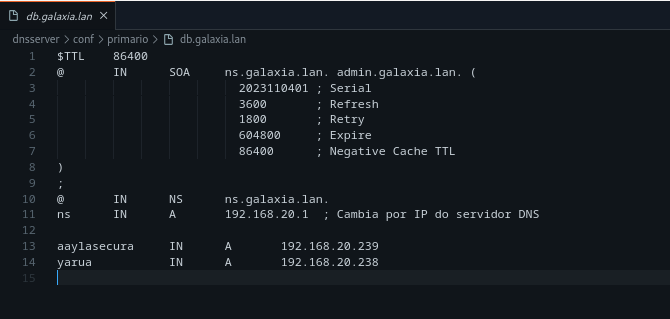 db.galaxia.lan ×
dnsserver > conf > primario > db.galaxia.lan
1 $TTL 86400
2 @ IN SOA ns.galaxia.lan. admin.galaxia.lan. (
3 2023110401 ; Serial
4 3600 ; Refresh
5 1800 ; Retry
6 604800 ; Expire
7 86400 ; Negative Cache TTL
8 )
9 ;
10 @ IN NS ns.galaxia.lan.
11 ns IN A 192.168.20.1 ; Cambia por IP do servidor DNS
12
13 aaylasecura IN A 192.168.20.239
14 yarua IN A 192.168.20.238
15